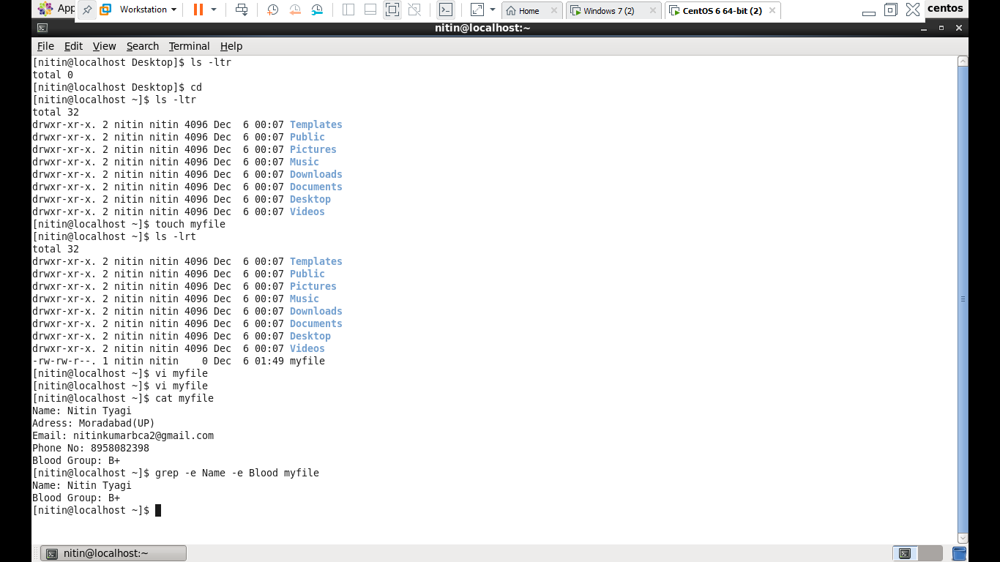 App Workstation Home Windows 7 (2) CentOS 6 64-bit (2) centos
nitin@localhost:~
File Edit View Search Terminal Help
[nitin@localhost Desktop]$ ls -ltr
total 0
[nitin@localhost Desktop]$ cd
[nitin@localhost ~]$ ls -ltr
total 32
drwxr-xr-x. 2 nitin nitin 4096 Dec  6 00:07 Templates
drwxr-xr-x. 2 nitin nitin 4096 Dec  6 00:07 Public
drwxr-xr-x. 2 nitin nitin 4096 Dec  6 00:07 Pictures
drwxr-xr-x. 2 nitin nitin 4096 Dec  6 00:07 Music
drwxr-xr-x. 2 nitin nitin 4096 Dec  6 00:07 Downloads
drwxr-xr-x. 2 nitin nitin 4096 Dec  6 00:07 Documents
drwxr-xr-x. 2 nitin nitin 4096 Dec  6 00:07 Desktop
drwxr-xr-x. 2 nitin nitin 4096 Dec  6 00:07 Videos
[nitin@localhost ~]$ touch myfile
[nitin@localhost ~]$ ls -lrt
total 32
drwxr-xr-x. 2 nitin nitin 4096 Dec  6 00:07 Templates
drwxr-xr-x. 2 nitin nitin 4096 Dec  6 00:07 Public
drwxr-xr-x. 2 nitin nitin 4096 Dec  6 00:07 Pictures
drwxr-xr-x. 2 nitin nitin 4096 Dec  6 00:07 Music
drwxr-xr-x. 2 nitin nitin 4096 Dec  6 00:07 Downloads
drwxr-xr-x. 2 nitin nitin 4096 Dec  6 00:07 Documents
drwxr-xr-x. 2 nitin nitin 4096 Dec  6 00:07 Desktop
drwxr-xr-x. 2 nitin nitin 4096 Dec  6 00:07 Videos
-rw-rw-r--. 1 nitin nitin    0 Dec  6 01:49 myfile
[nitin@localhost ~]$ vi myfile
[nitin@localhost ~]$ vi myfile
[nitin@localhost ~]$ cat myfile
Name: Nitin Tyagi
Adress: Moradabad(UP)
Email: nitinkumarbca2@gmail.com
Phone No: 8958082398
Blood Group: B+
[nitin@localhost ~]$ grep -e Name -e Blood myfile
Name: Nitin Tyagi
Blood Group: B+
[nitin@localhost ~]$
nitin@localhost:~